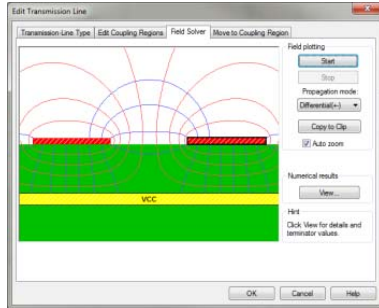 Edit Transmission Line
Transmission-Line Type
Edit Coupling Regions
Field Solver
Move to Coupling Region
Field plotting
Start
Stop
Propagation mode:
Differential(+-)
Copy to Clip
Auto zoom
Numerical results
View...
Hint
Click View for details and
terminator values.
VCC
OK
Cancel
Help